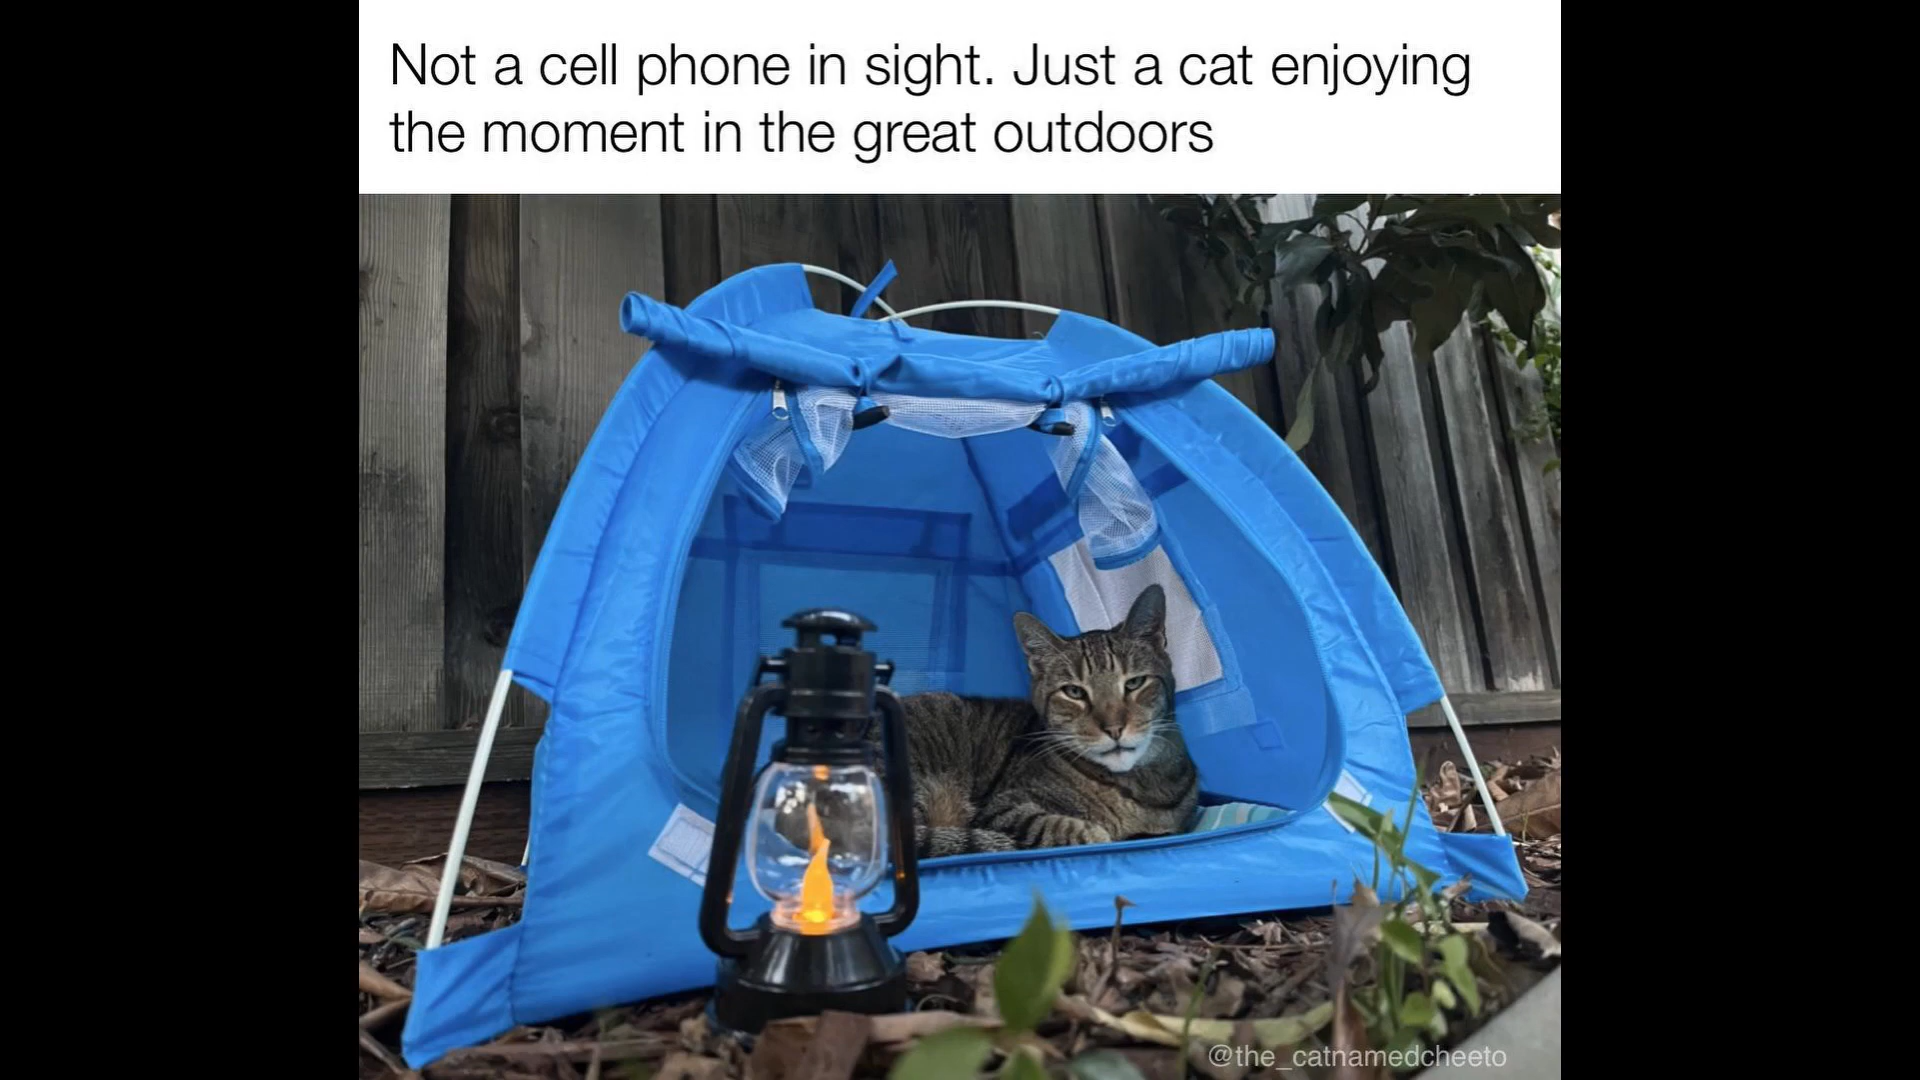 Not a cell phone in sight. Just a cat enjoying
the moment in the great outdoors
@the_catnamedcheeto